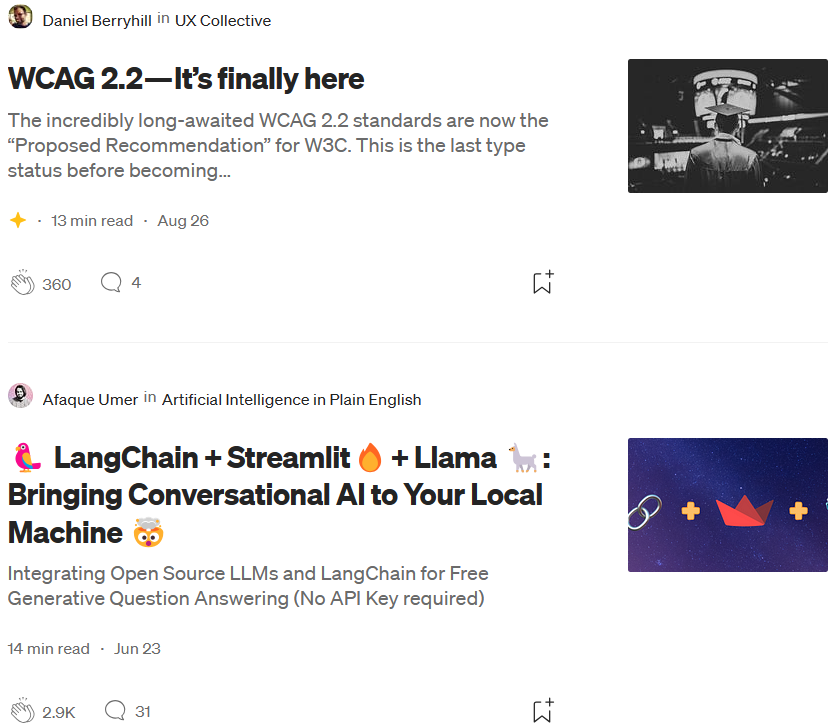 Daniel Berryhill in UX Collective
WCAG 2.2—It’s finally here
The incredibly long-awaited WCAG 2.2 standards are now the
“Proposed Recommendation” for W3C. This is the last type
status before becoming...
· 13 min read · Aug 26
360 4
Afaque Umer in Artificial Intelligence in Plain English
🦜 LangChain + Streamlit🔥 + Llama 🦙:
Bringing Conversational AI to Your Local
Machine 🤯
Integrating Open Source LLMs and LangChain for Free
Generative Question Answering (No API Key required)
14 min read · Jun 23
2.9K 31